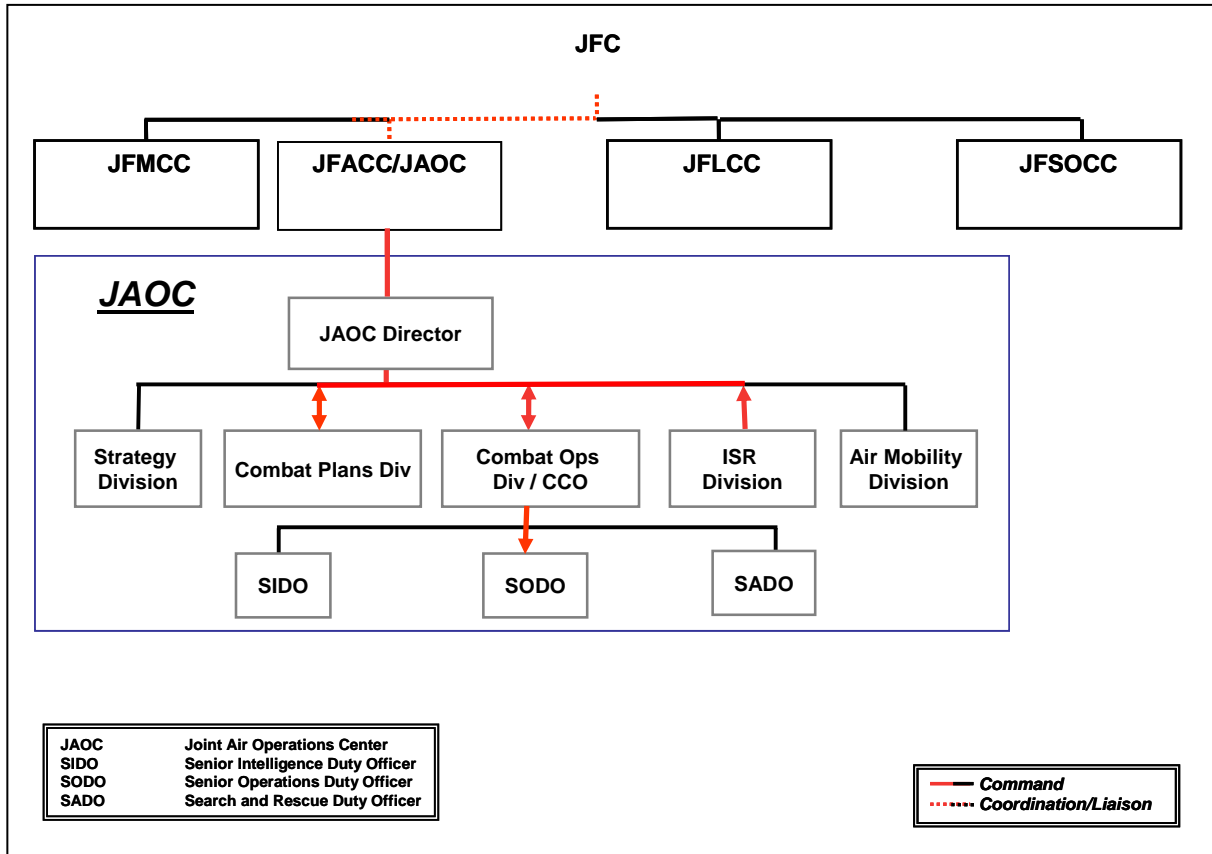 JFC
JFMCC
JFACC/JAOC
JFLCC
JFSOCC
JAOC
JAOC Director
Strategy
Division
Combat Plans Div
Combat Ops
Div / CCO
ISR
Division
Air Mobility
Division
SIDO
SODO
SADO
JAOC Joint Air Operations Center
SIDO Senior Intelligence Duty Officer
SODO Senior Operations Duty Officer
SADO Search and Rescue Duty Officer
Command
Coordination/Liaison